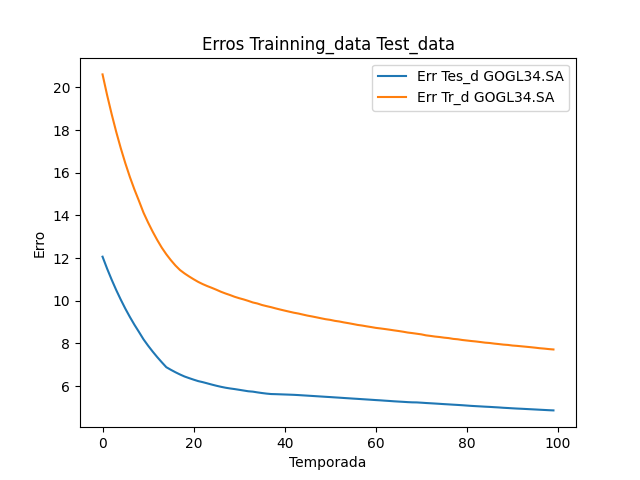 Erros Trainning_data Test_data
Err Tes_d GOGL34.SA
Err Tr_d GOGL34.SA
Erro
20
18
16
14
12
10
8
6
0 20 40 60 80 100
Temporada